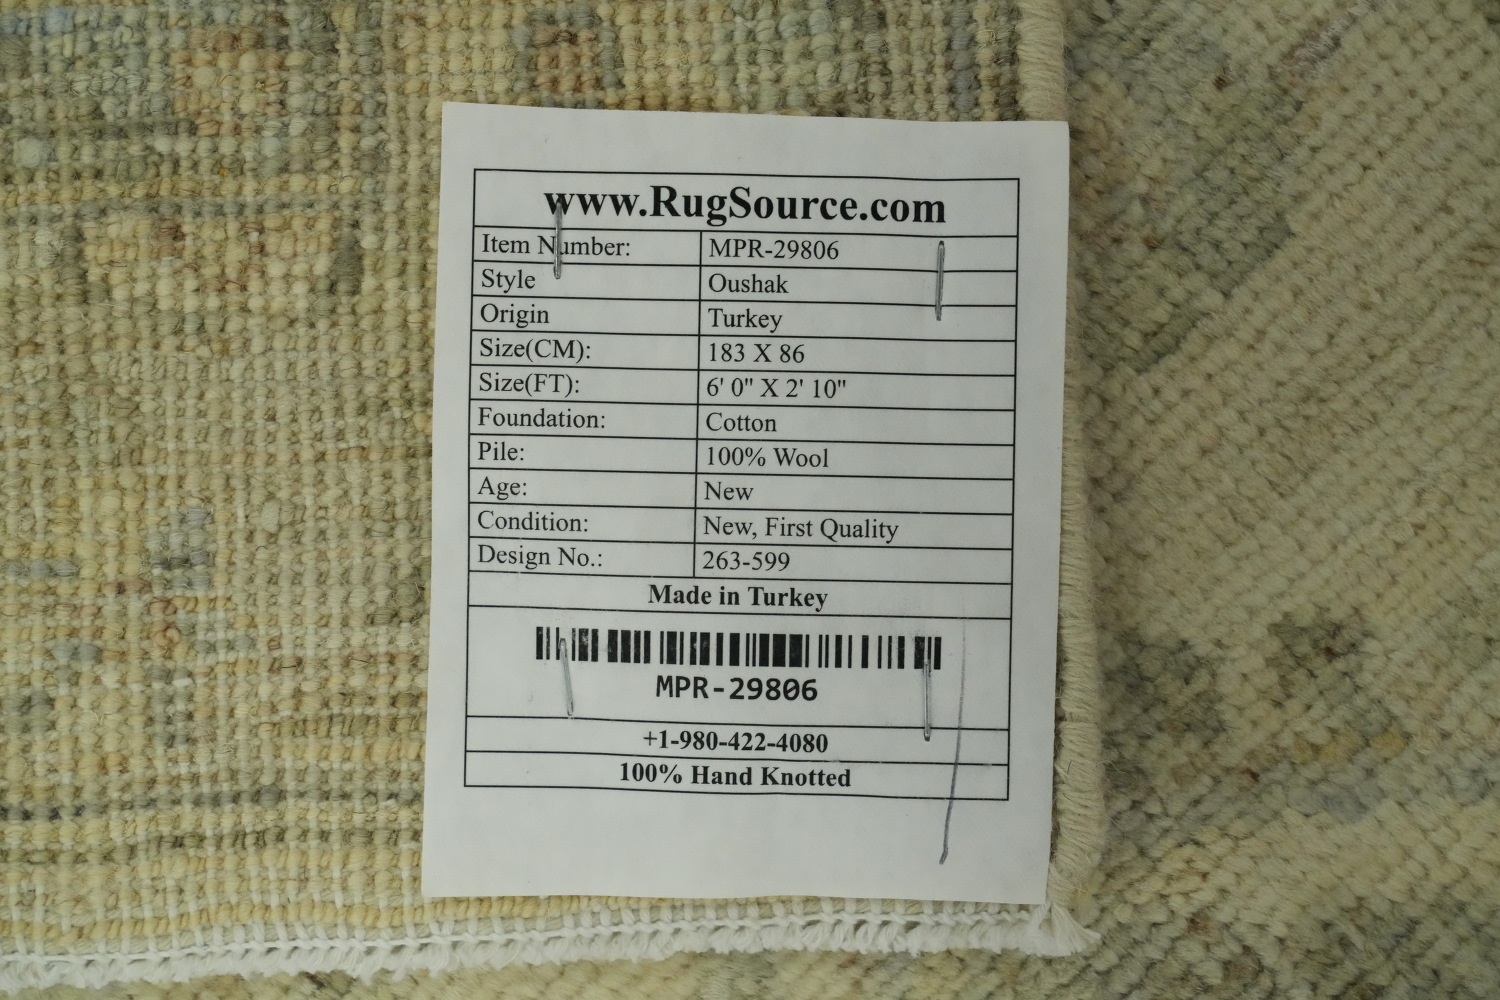 www.RugSource.com
Item Number: MPR-29806
Style Oushak
Origin Turkey
Size(CM): 183 X 86
Size(FT): 6' 0" X 2' 10"
Foundation: Cotton
Pile: 100% Wool
Age: New
Condition: New, First Quality
Design No.: 263-599
Made in Turkey
MPR-29806
+1-980-422-4080
100% Hand Knotted